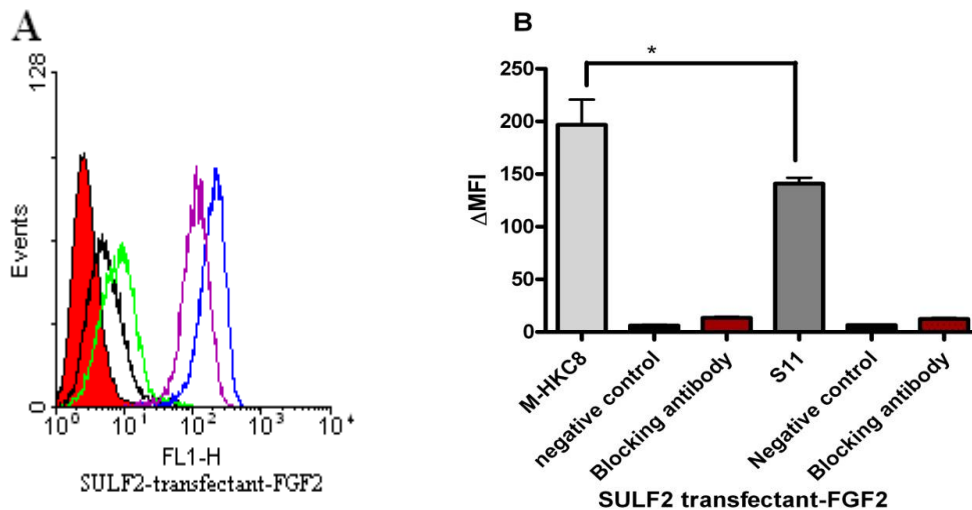 A
128
Events
0
10^0 10^1 10^2 10^3 10^4
FL1-H
SULF2-transfectant-FGF2
B
*
250
200
150
100
50
0
ΔMFI
M-HKC8
negative control
Blocking antibody
S11
Negative control
Blocking antibody
SULF2 transfectant-FGF2